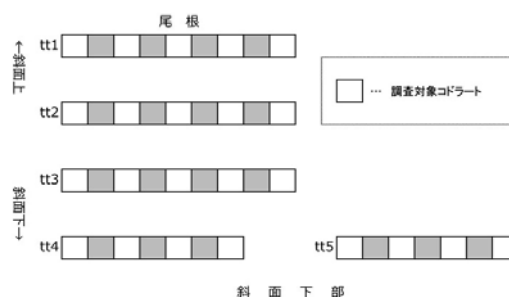 尾 根
tt1
←斜面上
… 調査対象コドラート
tt2
tt3
斜面下→
tt4
tt5
斜 面 下 部